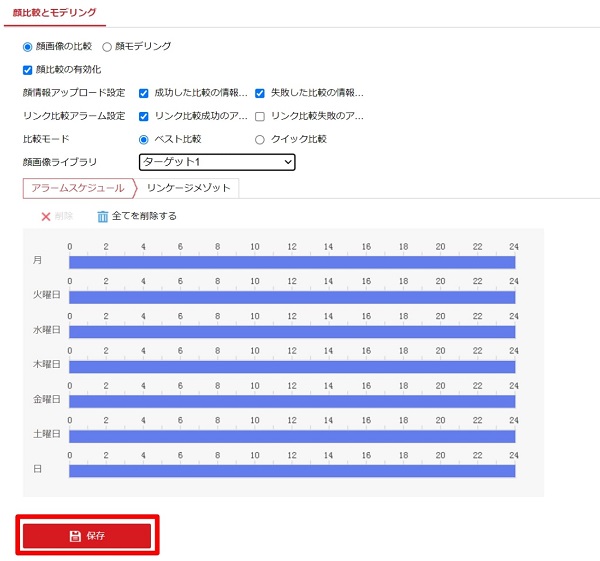 顔比較とモデリング
顔画像の比較 顔モデリング
顔比較の有効化
顔情報アップロード設定 成功した比較の情報... 失敗した比較の情報...
リンク比較アラーム設定 リンク比較成功のア... リンク比較失敗のア...
比較モード ベスト比較 クイック比較
顔画像ライブラリ ターゲット1
アラームスケジュール リンケージメゾット
削除 全てを削除する
0 2 4 6 8 10 12 14 16 18 20 22 24
月
0 2 4 6 8 10 12 14 16 18 20 22 24
火曜日
0 2 4 6 8 10 12 14 16 18 20 22 24
水曜日
0 2 4 6 8 10 12 14 16 18 20 22 24
木曜日
0 2 4 6 8 10 12 14 16 18 20 22 24
金曜日
0 2 4 6 8 10 12 14 16 18 20 22 24
土曜日
0 2 4 6 8 10 12 14 16 18 20 22 24
日
保存